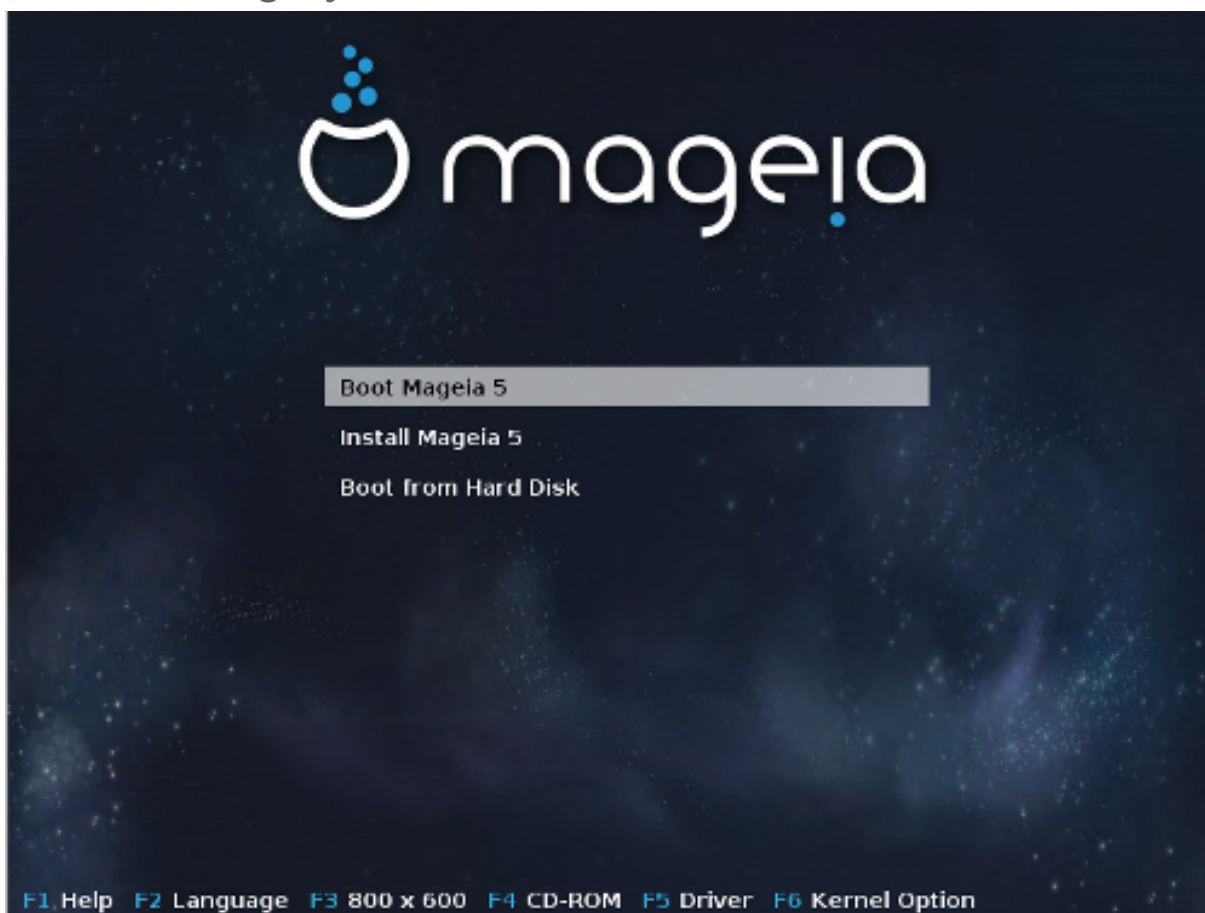 mageia
Boot Mageia 5
Install Mageia 5
Boot from Hard Disk
F1 Help F2 Language F3 800 x 600 F4 CD-ROM F5 Driver F6 Kernel Option